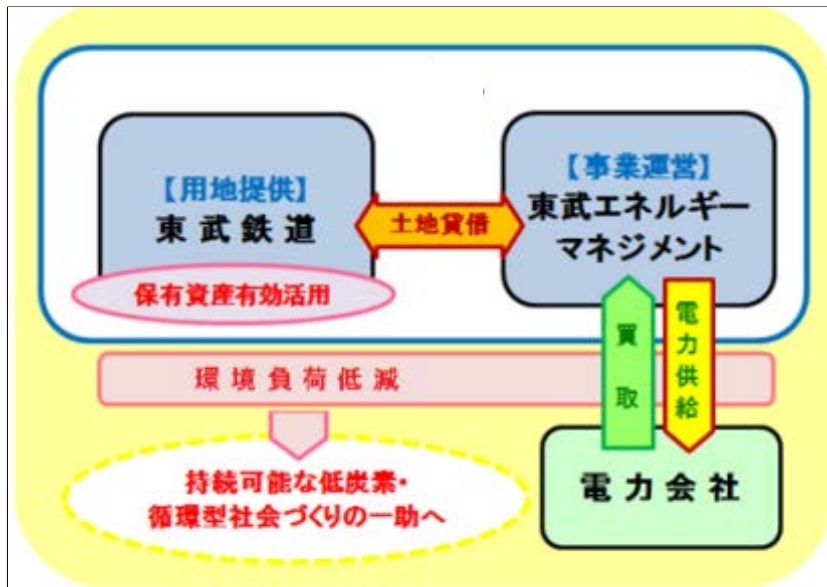 【用地提供】
東武鉄道
保有資産有効活用
土地貸借
【事業運営】
東武エネルギー
マネジメント
買取
電力供給
環境負荷低減
持続可能な低炭素・
循環型社会づくりの一助へ
電力会社